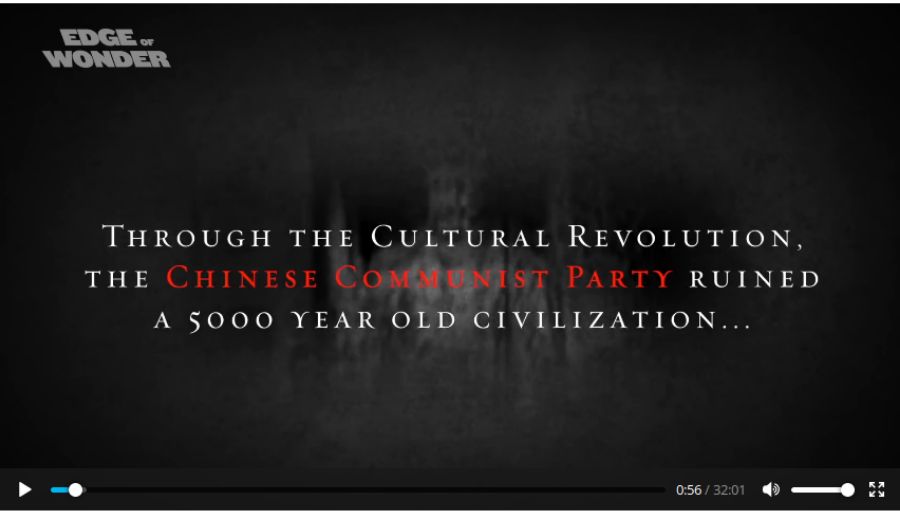 EDGE OF
WONDER
THROUGH THE CULTURAL REVOLUTION,
THE CHINESE COMMUNIST PARTY RUINED
A 5000 YEAR OLD CIVILIZATION...
0:56 / 32:01